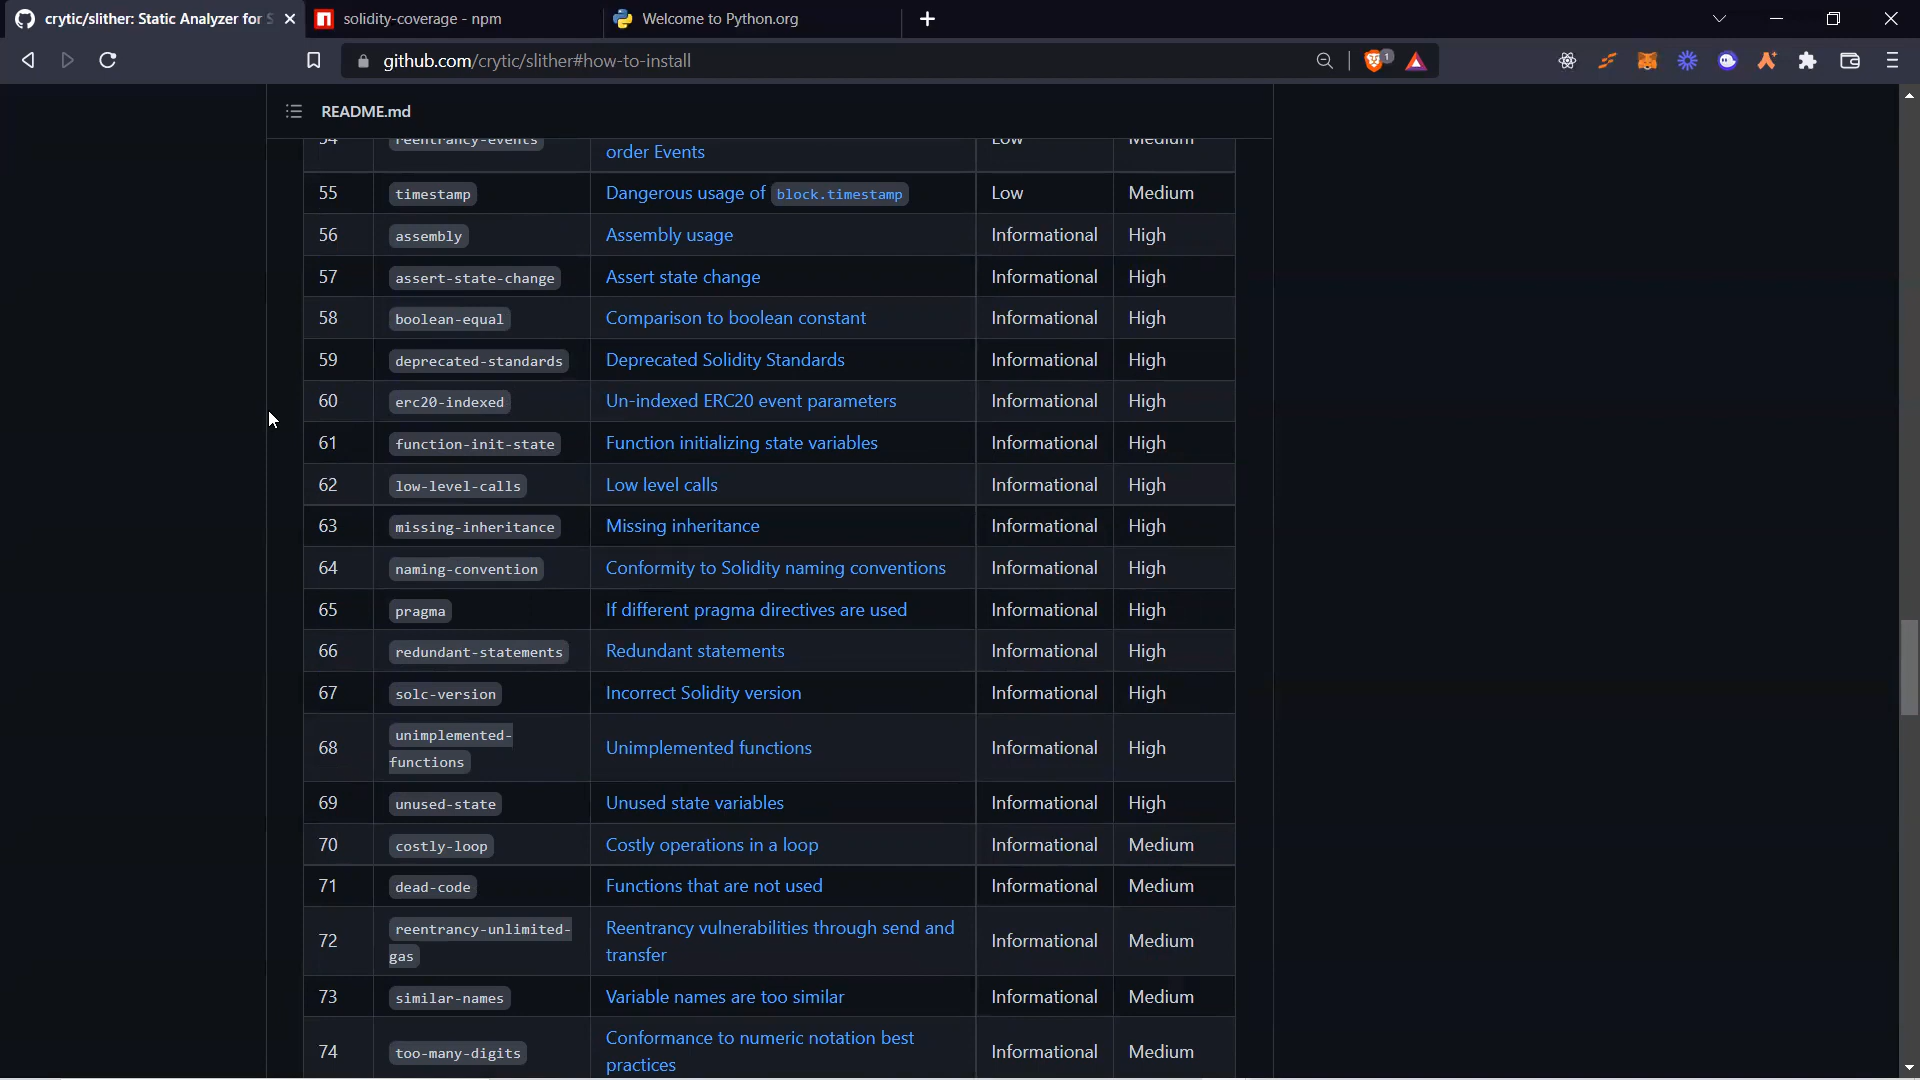 crytic/slither: Static Analyzer for S
solidity-coverage - npm
Welcome to Python.org
github.com/crytic/slither#how-to-install
1
README.md
54 reentrancy-events order Events Low Medium
55 timestamp Dangerous usage of block.timestamp Low Medium
56 assembly Assembly usage Informational High
57 assert-state-change Assert state change Informational High
58 boolean-equal Comparison to boolean constant Informational High
59 deprecated-standards Deprecated Solidity Standards Informational High
60 erc20-indexed Un-indexed ERC20 event parameters Informational High
61 function-init-state Function initializing state variables Informational High
62 low-level-calls Low level calls Informational High
63 missing-inheritance Missing inheritance Informational High
64 naming-convention Conformity to Solidity naming conventions Informational High
65 pragma If different pragma directives are used Informational High
66 redundant-statements Redundant statements Informational High
67 solc-version Incorrect Solidity version Informational High
68 unimplemented-
functions Unimplemented functions Informational High
69 unused-state Unused state variables Informational High
70 costly-loop Costly operations in a loop Informational Medium
71 dead-code Functions that are not used Informational Medium
72 reentrancy-unlimited-
gas Reentrancy vulnerabilities through send and
transfer Informational Medium
73 similar-names Variable names are too similar Informational Medium
74 too-many-digits Conformance to numeric notation best
practices Informational Medium